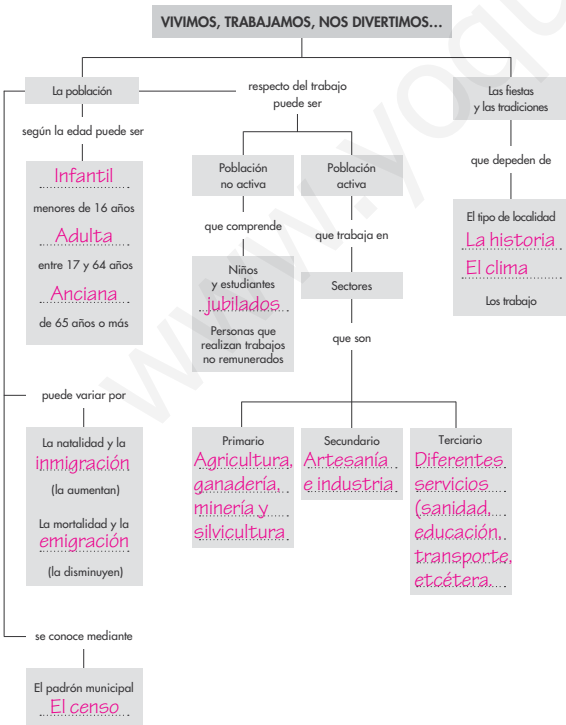 VIVIMOS, TRABAJAMOS, NOS DIVERTIMOS...
La población
según la edad puede ser
Infantil
menores de 16 años
Adulta
entre 17 y 64 años
Anciana
de 65 años o más
puede variar por
La natalidad y la
inmigración
(la aumentan)
La mortalidad y la
emigración
(la disminuyen)
se conoce mediante
El padrón municipal
El censo
respecto del trabajo
puede ser
Población
no activa
que comprende
Niños
y estudiantes
jubilados
Personas que
realizan trabajos
no remunerados
Población
activa
que trabaja en
Sectores
que son
Primario
Agricultura,
ganadería,
minería y
silvicultura
Secundario
Artesanía
e industria
Terciario
Diferentes
servicios
(sanidad,
educación,
transporte,
etcétera.
Las fiestas
y las tradiciones
que depeden de
El tipo de localidad
La historia
El clima
Los trabajo
www.yoqu